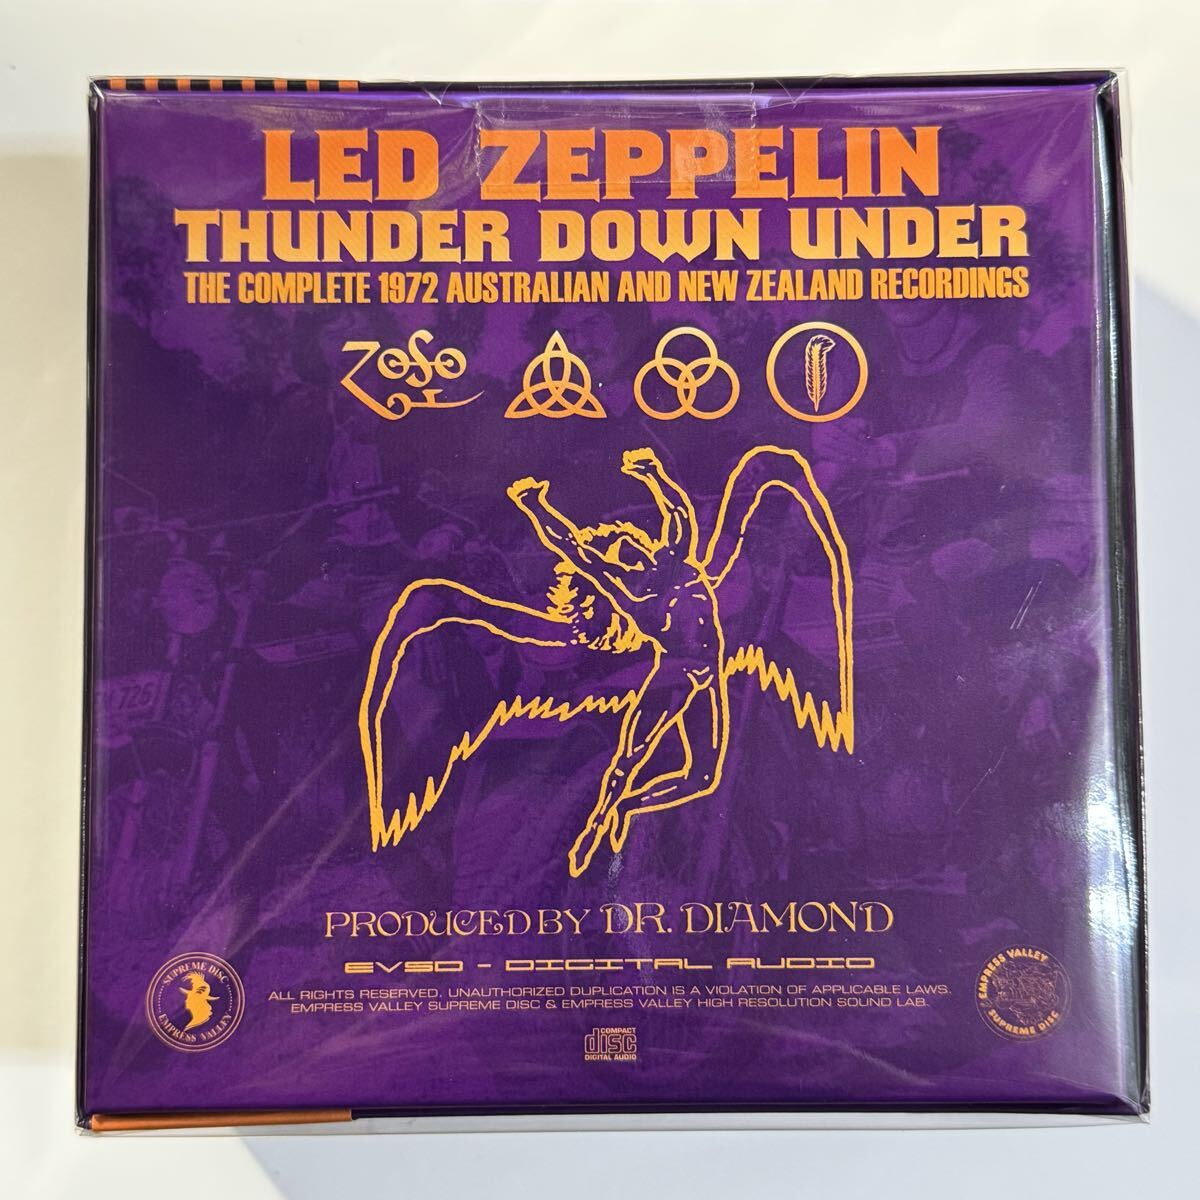 LED ZEPPELIN
THUNDER DOWN UNDER
THE COMPLETE 1972 AUSTRALIAN AND NEW ZEALAND RECORDINGS
ZoSo
726
PRODUCED BY DR. DIAMOND
EVSD - DIGITAL AUDIO
ALL RIGHTS RESERVED. UNAUTHORIZED DUPLICATION IS A VIOLATION OF APPLICABLE LAWS.
EMPRESS VALLEY SUPREME DISC & EMPRESS VALLEY HIGH RESOLUTION SOUND LAB.
SUPREME DISC
EMPRESS VALLEY
EMPRESS VALLEY
SUPREME DISC
COMPACT
disc
DIGITAL AUDIO